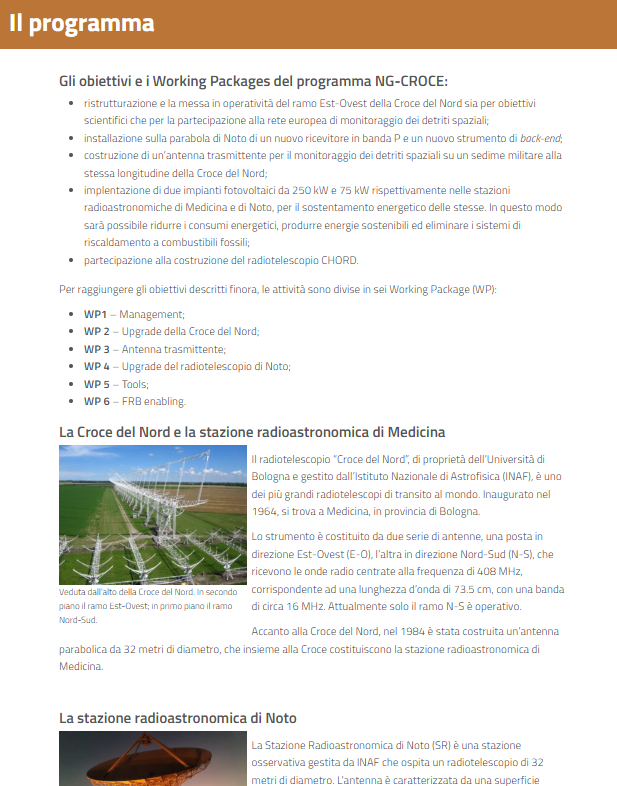 Il programma
Gli obiettivi e i Working Packages del programma NG-CROCE:
• ristrutturazione e la messa in operatività del ramo Est-Ovest della Croce del Nord sia per obiettivi
scientifici che per la partecipazione alla rete europea di monitoraggio dei detriti spaziali;
• installazione sulla parabola di Noto di un nuovo ricevitore in banda P e un nuovo strumento di back-end;
• costruzione di un'antenna trasmittente per il monitoraggio dei detriti spaziali su un sedime militare alla
stessa longitudine della Croce del Nord;
• implentazione di due impianti fotovoltaici da 250 kW e 75 kW rispettivamente nelle stazioni
radioastronomiche di Medicina e di Noto, per il sostentamento energetico delle stesse. In questo modo
sarà possibile ridurre i consumi energetici, produrre energie sostenibili ed eliminare i sistemi di
riscaldamento a combustibili fossili;
• partecipazione alla costruzione del radiotelescopio CHORD.
Per raggiungere gli obiettivi descritti finora, le attività sono divise in sei Working Package (WP):
• WP1 – Management;
• WP 2 – Upgrade della Croce del Nord;
• WP 3 – Antenna trasmittente;
• WP 4 – Upgrade del radiotelescopio di Noto;
• WP 5 – Tools;
• WP 6 – FRB enabling.
La Croce del Nord e la stazione radioastronomica di Medicina
Il radiotelescopio "Croce del Nord", di proprietà dell'Università di
Bologna e gestito dall'Istituto Nazionale di Astrofisica (INAF), è uno
dei più grandi radiotelescopi di transito al mondo. Inaugurato nel
1964, si trova a Medicina, in provincia di Bologna.
Lo strumento è costituito da due serie di antenne, una posta in
direzione Est-Ovest (E-O), l'altra in direzione Nord-Sud (N-S), che
ricevono le onde radio centrate alla frequenza di 408 MHz,
corrispondente ad una lunghezza d'onda di 73.5 cm, con una banda
di circa 16 MHz. Attualmente solo il ramo N-S è operativo.
Veduta dall'alto della Croce del Nord. In secondo
piano il ramo Est-Ovest; in primo piano il ramo
Nord-Sud.
Accanto alla Croce del Nord, nel 1984 è stata costruita un'antenna
parabolica da 32 metri di diametro, che insieme alla Croce costituiscono la stazione radioastronomica di
Medicina.
La stazione radioastronomica di Noto
La Stazione Radioastronomica di Noto (SR) è una stazione
osservativa gestita da INAF che ospita un radiotelescopio di 32
metri di diametro. L'antenna è caratterizzata da una superficie